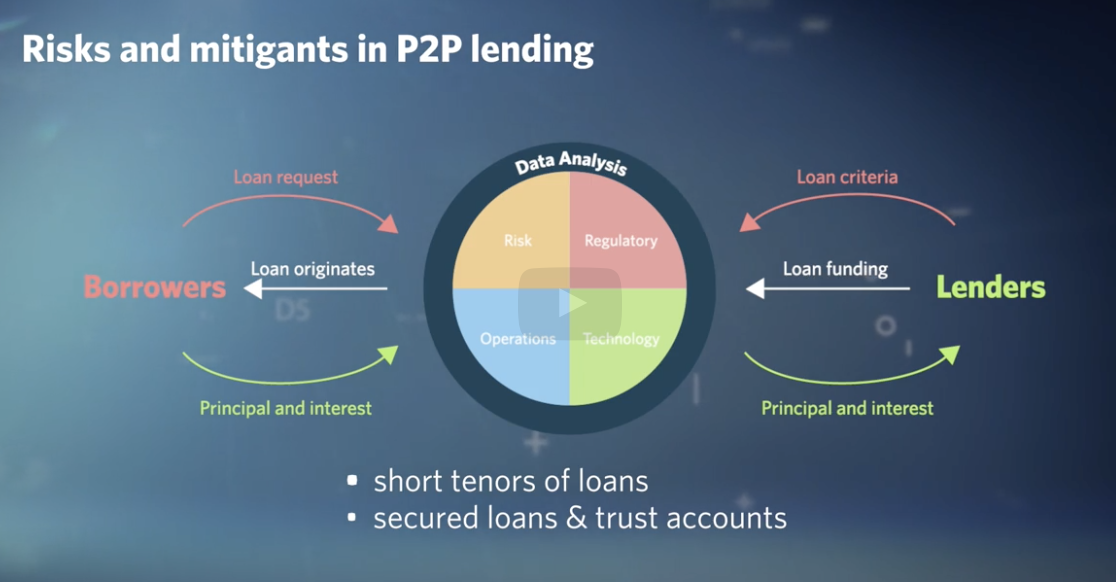 Risks and mitigants in P2P lending
Data Analysis
Loan request
Loan criteria
Risk
Regulatory
Borrowers
Loan originates
Loan funding
Lenders
DS
Operations
Technology
Principal and interest
Principal and interest
▪ short tenors of loans
▪ secured loans & trust accounts